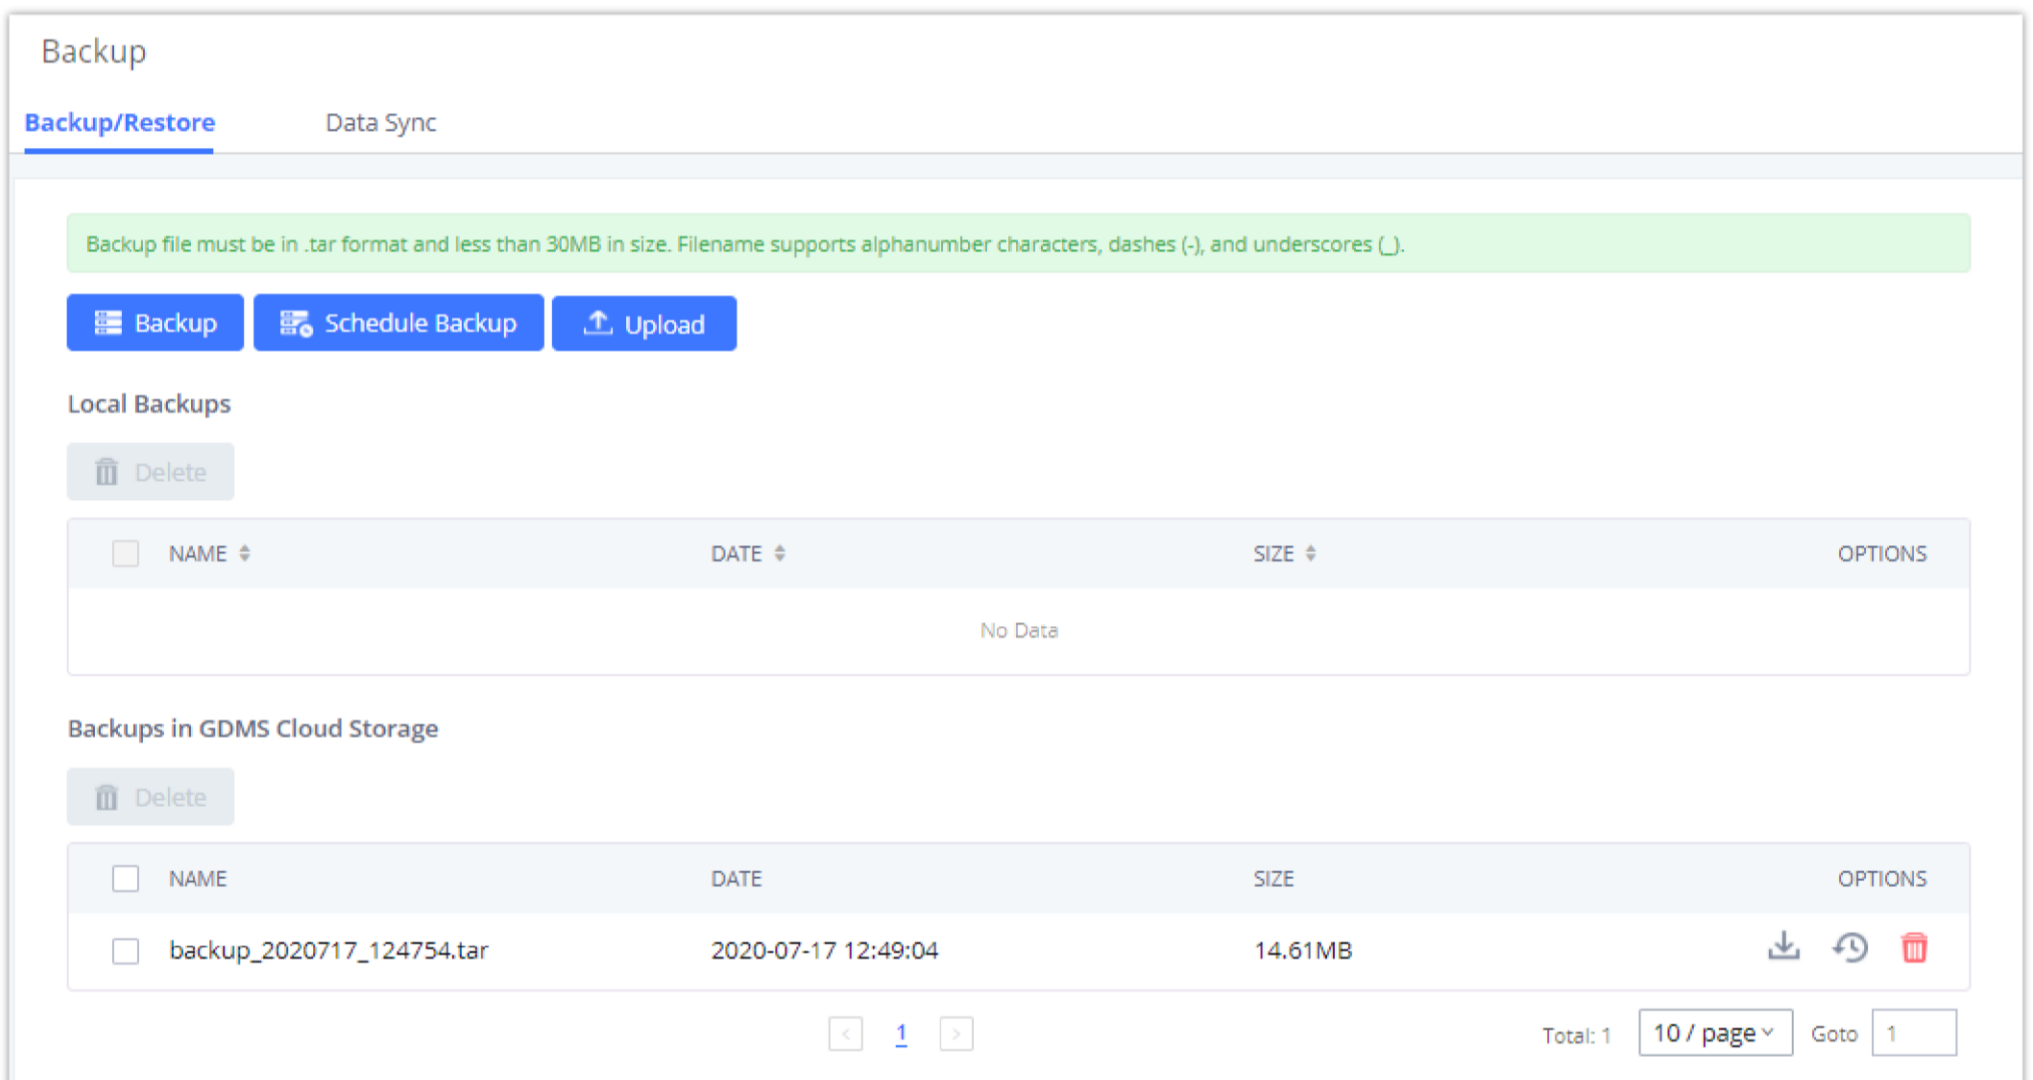 Backup
Backup/Restore Data Sync
Backup file must be in .tar format and less than 30MB in size. Filename supports alphanumber characters, dashes (-), and underscores (_).
Backup Schedule Backup Upload
Local Backups
Delete
NAME DATE SIZE OPTIONS
No Data
Backups in GDMS Cloud Storage
Delete
NAME DATE SIZE OPTIONS
backup_2020717_124754.tar 2020-07-17 12:49:04 14.61MB
< 1 > Total: 1 10 / page Goto 1